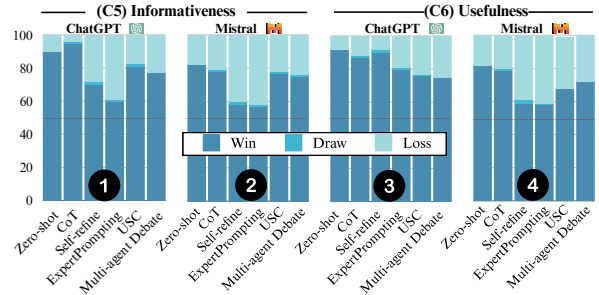 (C5) Informativeness
(C6) Usefulness
ChatGPT
Mistral
ChatGPT
Mistral
100
80
60
40
20
0
Win
Draw
Loss
1
2
3
4
Zero-shot
CoT
Self-refine
ExpertPrompting
USC
Multi-agent Debate
Zero-shot
CoT
Self-refine
ExpertPrompting
USC
Multi-agent Debate
Zero-shot
CoT
Self-refine
ExpertPrompting
USC
Multi-agent Debate
Zero-shot
CoT
Self-refine
ExpertPrompting
USC
Multi-agent Debate